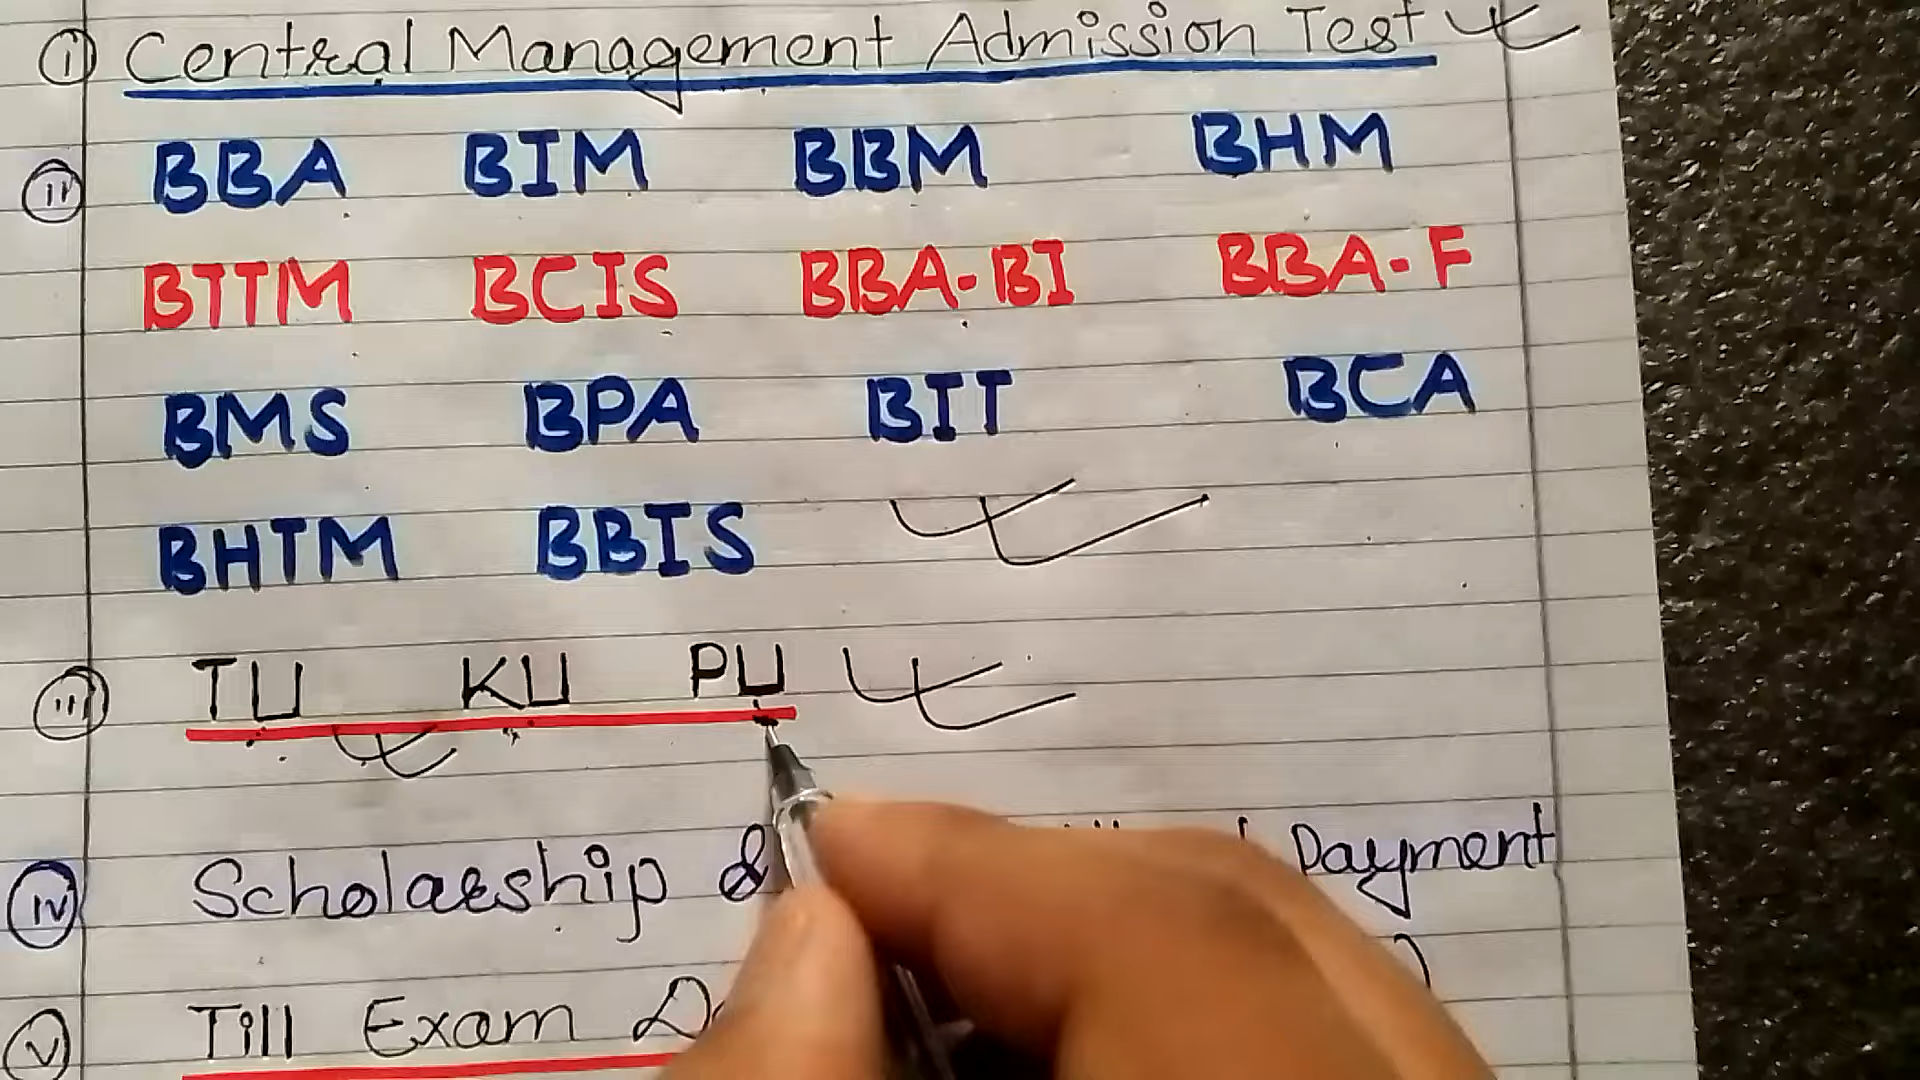 i Central Management Admission Test
ii BBA BIM BBM BHM
BTTM BCIS BBA-BI BBA-F
BMS BPA BIT BCA
BHTM BBIS
iii TU KU PU
iv Scholarship & Payment
v Till Exam